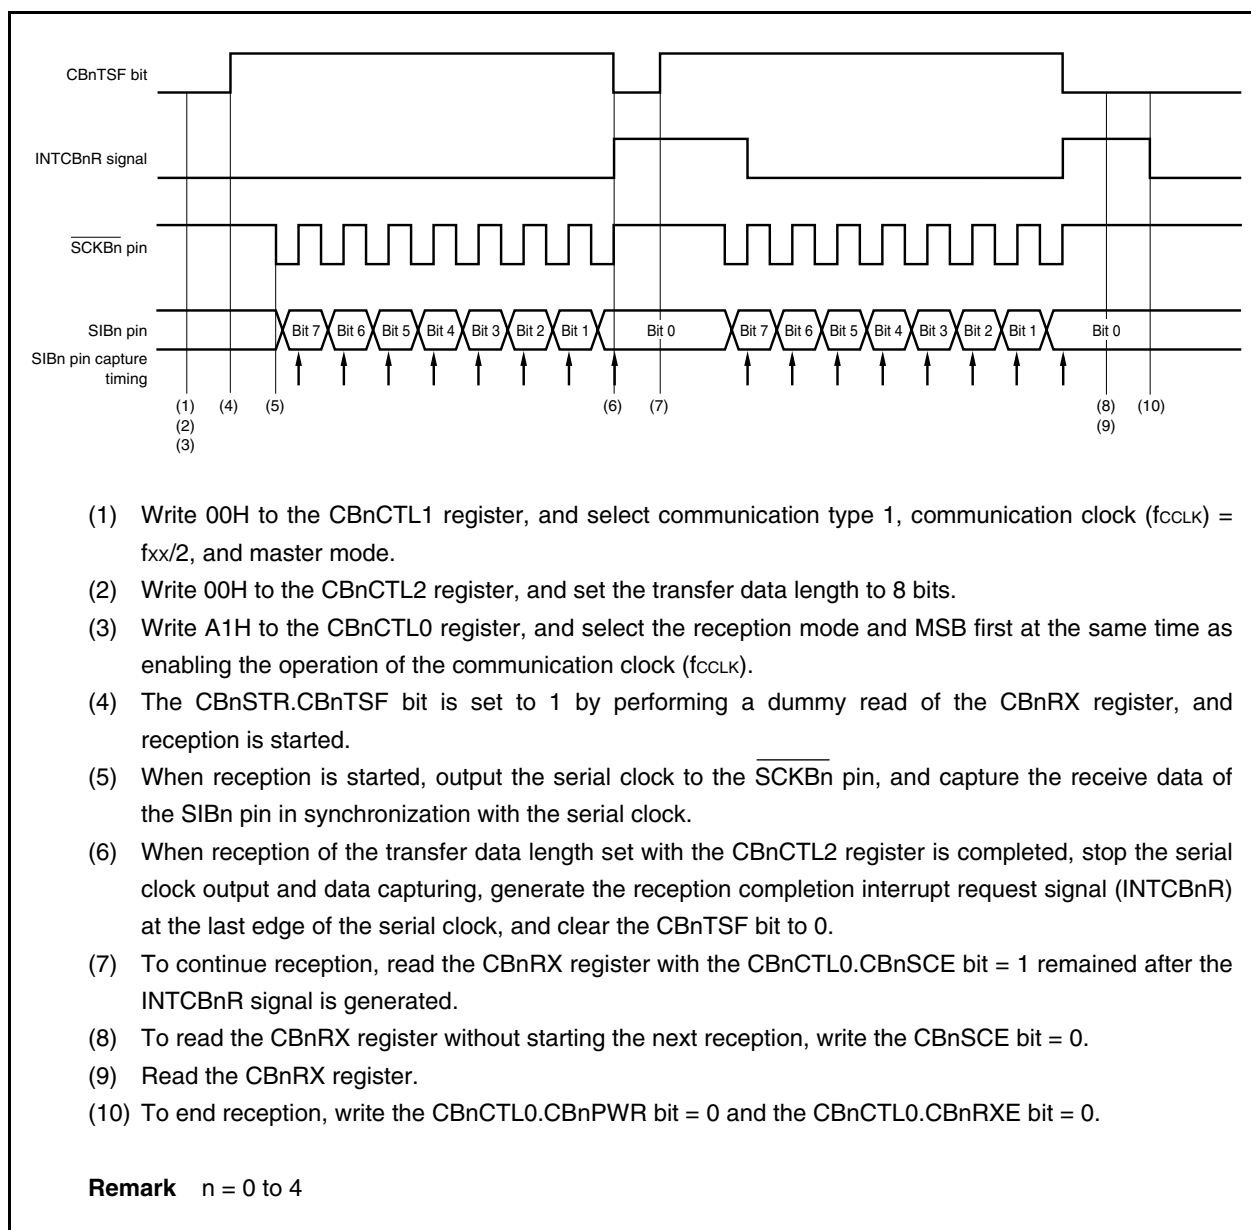 CBnTSF bit
INTCBnR signal
SCKBn pin
SIBn pin
Bit 7 Bit 6 Bit 5 Bit 4 Bit 3 Bit 2 Bit 1 Bit 0 Bit 7 Bit 6 Bit 5 Bit 4 Bit 3 Bit 2 Bit 1 Bit 0
SIBn pin capture
timing
(1) (4) (5) (6) (7) (8) (10)
(2) (9)
(3)
(1) Write 00H to the CBnCTL1 register, and select communication type 1, communication clock (fCCLK) =
fXX/2, and master mode.
(2) Write 00H to the CBnCTL2 register, and set the transfer data length to 8 bits.
(3) Write A1H to the CBnCTL0 register, and select the reception mode and MSB first at the same time as
enabling the operation of the communication clock (fCCLK).
(4) The CBnSTR.CBnTSF bit is set to 1 by performing a dummy read of the CBnRX register, and
reception is started.
(5) When reception is started, output the serial clock to the SCKBn pin, and capture the receive data of
the SIBn pin in synchronization with the serial clock.
(6) When reception of the transfer data length set with the CBnCTL2 register is completed, stop the serial
clock output and data capturing, generate the reception completion interrupt request signal (INTCBnR)
at the last edge of the serial clock, and clear the CBnTSF bit to 0.
(7) To continue reception, read the CBnRX register with the CBnCTL0.CBnSCE bit = 1 remained after the
INTCBnR signal is generated.
(8) To read the CBnRX register without starting the next reception, write the CBnSCE bit = 0.
(9) Read the CBnRX register.
(10) To end reception, write the CBnCTL0.CBnPWR bit = 0 and the CBnCTL0.CBnRXE bit = 0.
Remark n = 0 to 4